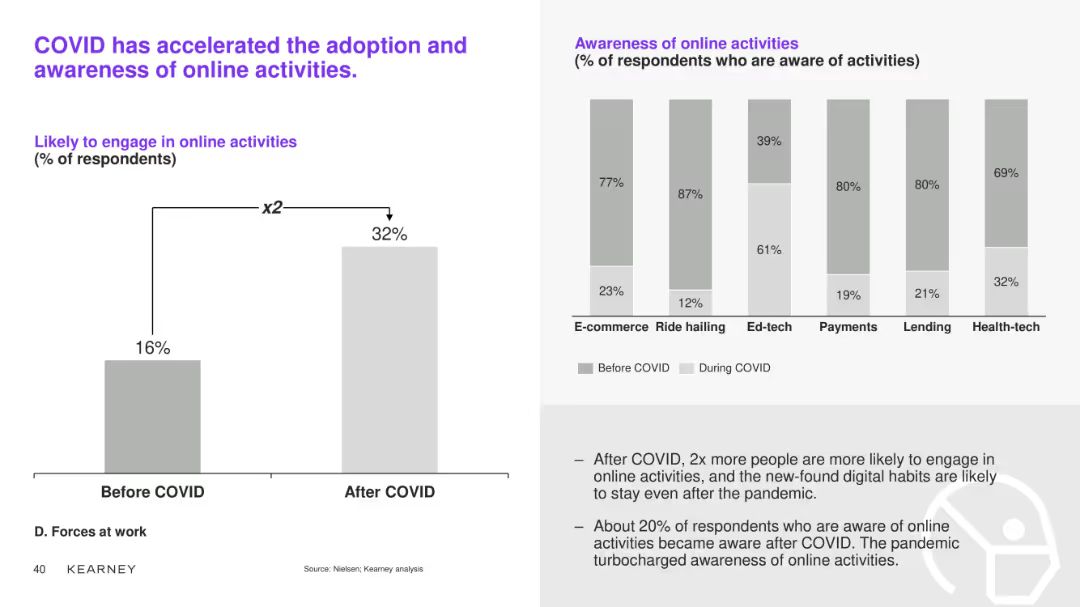 COVID has accelerated the adoption and
awareness of online activities.
Likely to engage in online activities
(% of respondents)
x2
32%
16%
Before COVID
After COVID
D. Forces at work
40 KEARNEY
Source: Nielsen; Kearney analysis
Awareness of online activities
(% of respondents who are aware of activities)
77% 87% 39% 80% 80% 69%
23% 12% 61% 19% 21% 32%
E-commerce Ride hailing Ed-tech Payments Lending Health-tech
Before COVID During COVID
– After COVID, 2x more people are more likely to engage in
online activities, and the new-found digital habits are likely
to stay even after the pandemic.
– About 20% of respondents who are aware of online
activities became aware after COVID. The pandemic
turbocharged awareness of online activities.